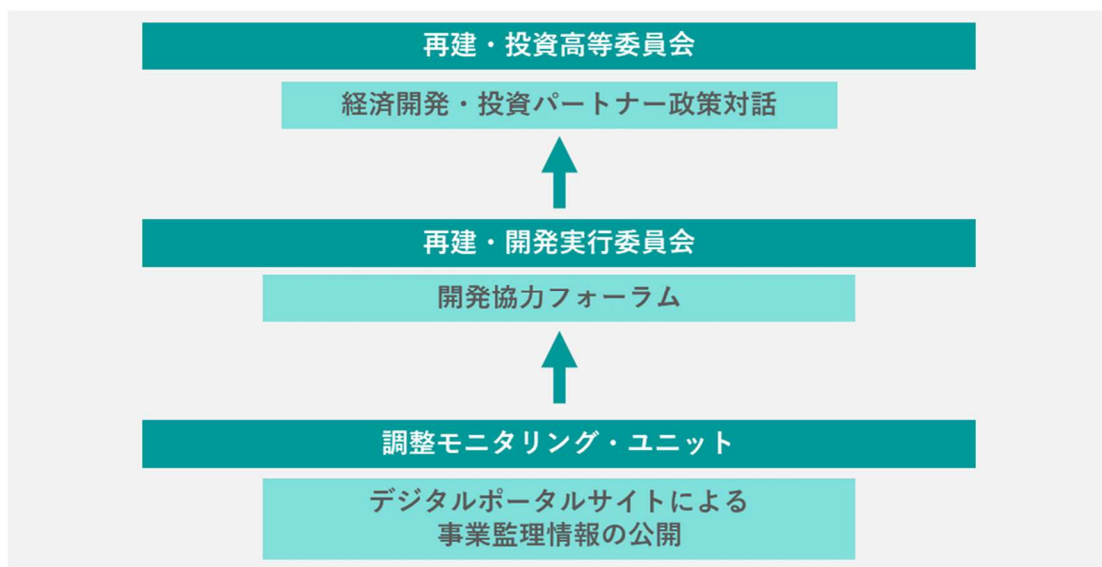 再建・投資高等委員会
経済開発・投資パートナー政策対話
再建・開発実行委員会
開発協力フォーラム
調整モニタリング・ユニット
デジタルポータルサイトによる
事業監理情報の公開